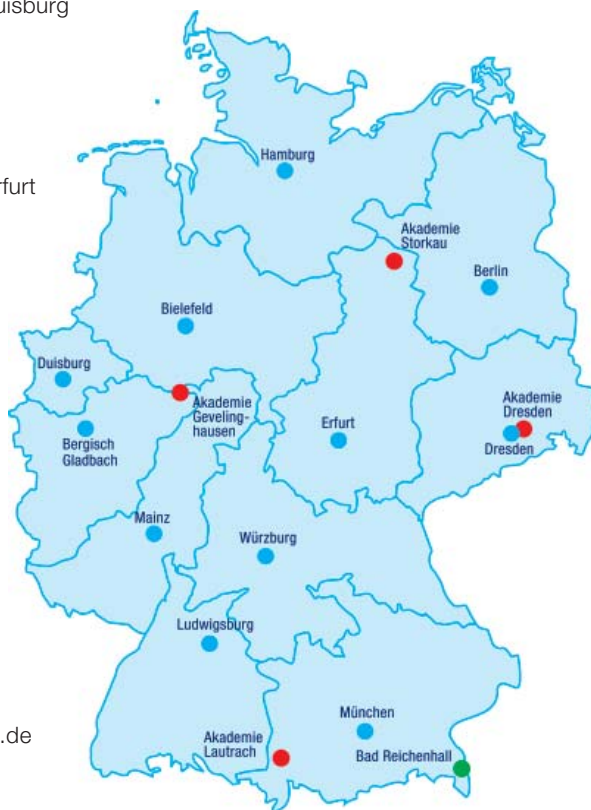 uisburg
Hamburg
rfurt
Akademie
Storkau
Berlin
Bielefeld
Duisburg
Akademie
Geveling-
hausen
Akademie
Dresden
Erfurt
Bergisch
Gladbach
Dresden
Mainz
Würzburg
Ludwigsburg
München
.de
Akademie
Lautrach
Bad Reichenhall